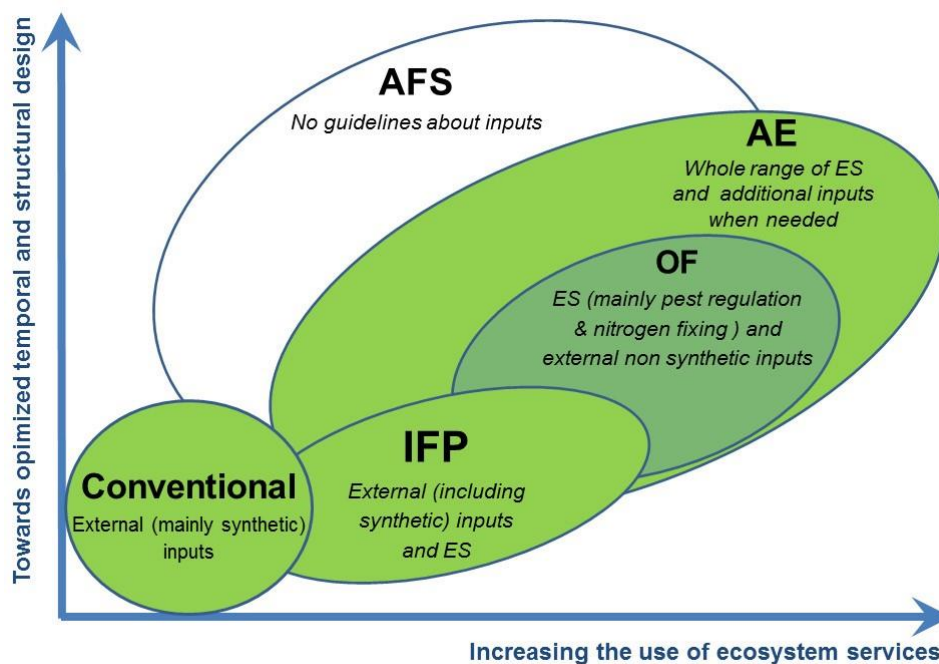 Towards opimized temporal and structural design
AFS
No guidelines about inputs
AE
Whole range of ES
and additional inputs
when needed
OF
ES (mainly pest regulation
& nitrogen fixing ) and
external non synthetic inputs
IFP
External (including
synthetic) inputs
and ES
Conventional
External (mainly synthetic)
inputs
Increasing the use of ecosystem services